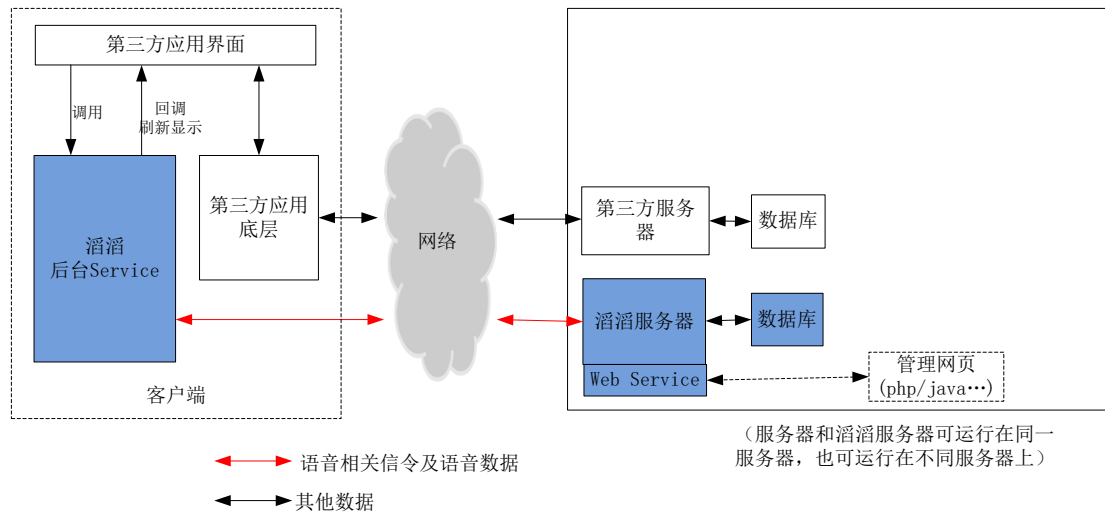 第三方应用界面
调用
回调
刷新显示
第三方应用
底层
滔滔
后台Service
客户端
网络
第三方服务
器
数据库
滔滔服务器
数据库
Web Service
管理网页
(php/java…)
(服务器和滔滔服务器可运行在同一
服务器,也可运行在不同服务器上)
语音相关信令及语音数据
其他数据